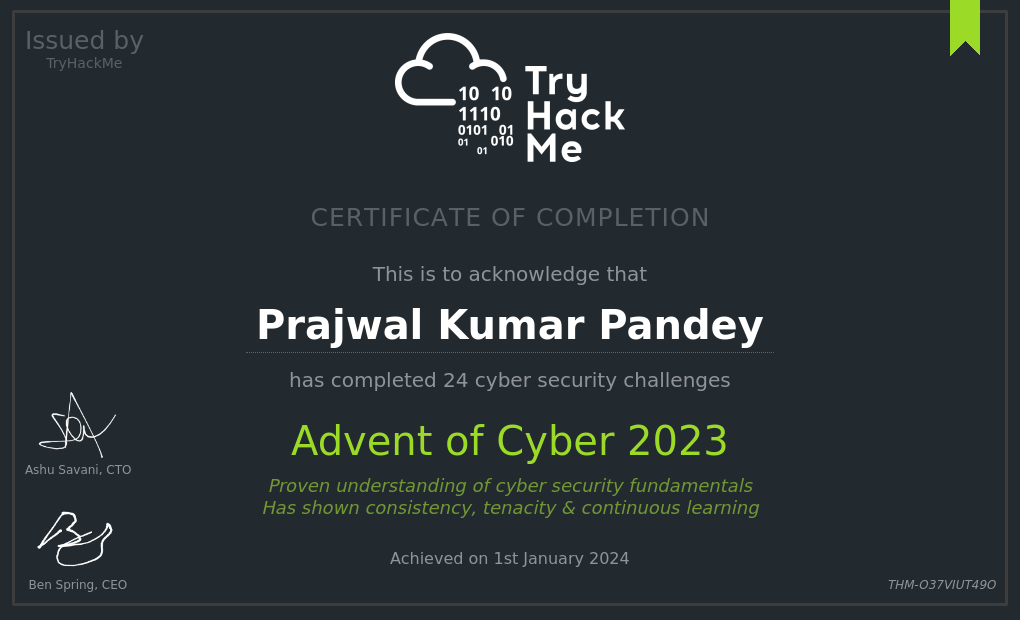 Issued by
TryHackMe
10 10
1110
0101 01
01 010
01
Try
Hack
Me
CERTIFICATE OF COMPLETION
This is to acknowledge that
Prajwal Kumar Pandey
has completed 24 cyber security challenges
Advent of Cyber 2023
Proven understanding of cyber security fundamentals
Has shown consistency, tenacity & continuous learning
Achieved on 1st January 2024
Ashu Savani, CTO
Ben Spring, CEO
THM-O37VIUT49O